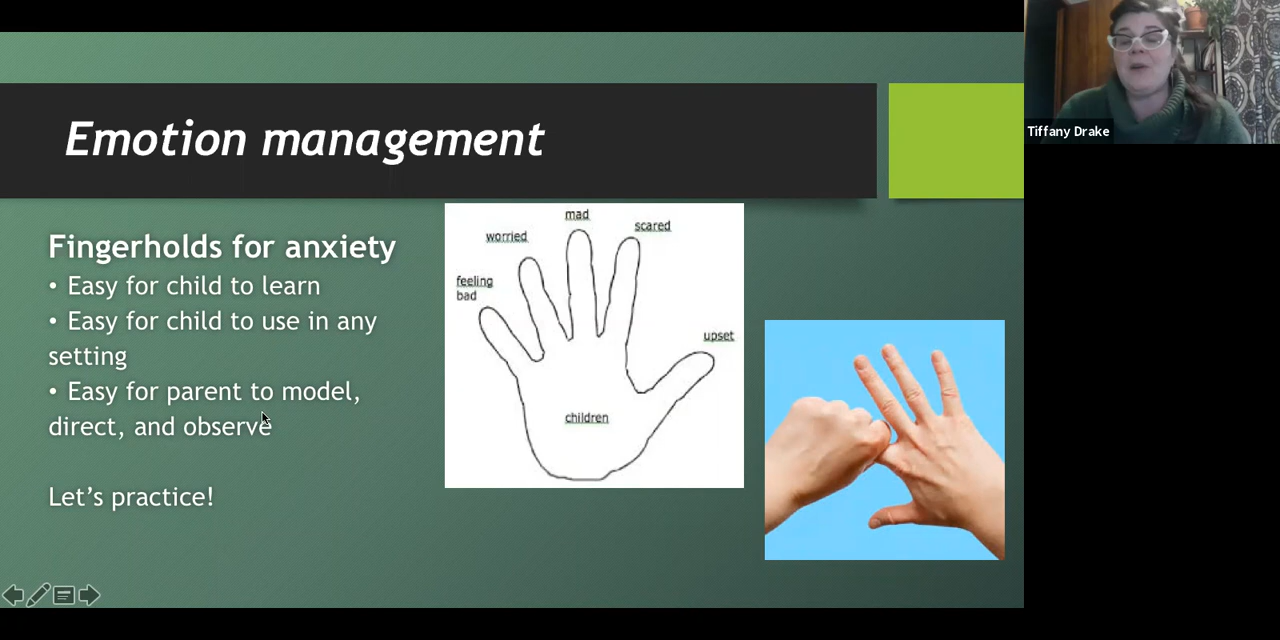 Emotion management
Fingerholds for anxiety
• Easy for child to learn
• Easy for child to use in any
setting
• Easy for parent to model,
direct, and observe
Let’s practice!
mad
scared
worried
feeling
bad
upset
children
Tiffany Drake